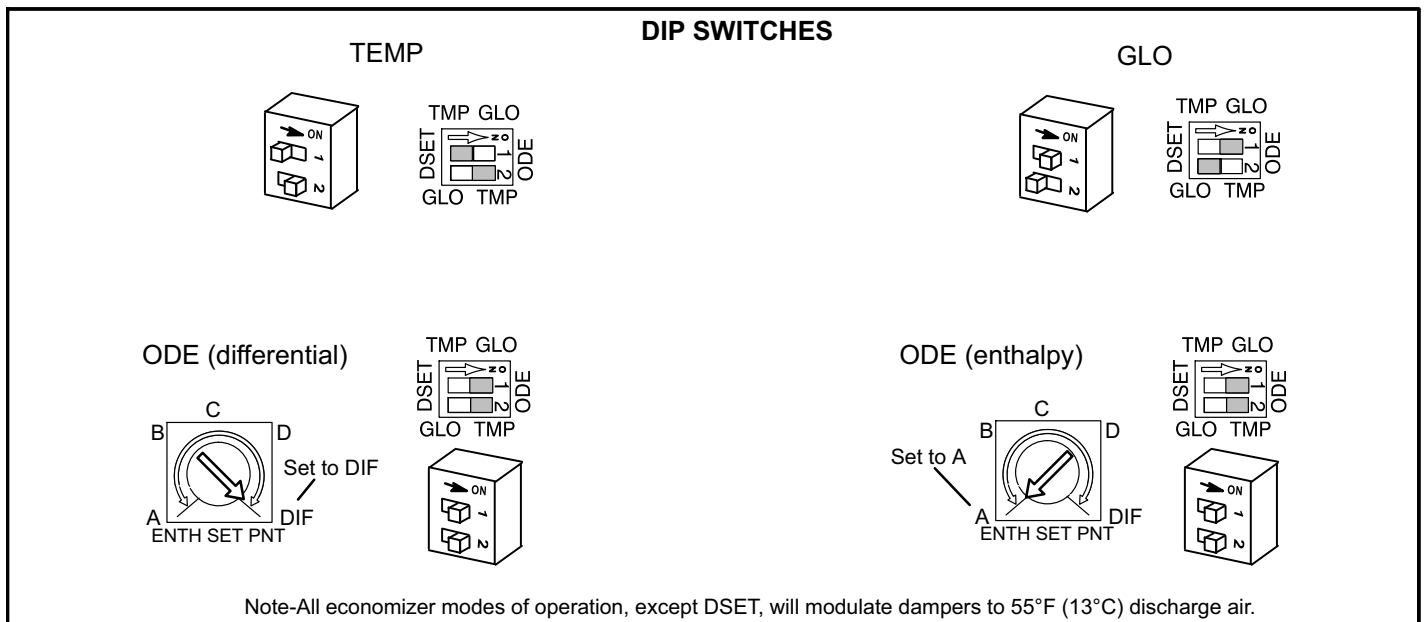 DIP SWITCHES
TEMP
GLO
ON
1
2
TMP GLO
DSET
ON
1
2
ODE
GLO TMP
ON
1
2
TMP GLO
DSET
ON
1
2
ODE
GLO TMP
ODE (differential)
TMP GLO
DSET
ON
1
2
ODE
GLO TMP
C
B
D
Set to DIF
A
DIF
ENTH SET PNT
ON
1
2
ODE (enthalpy)
TMP GLO
DSET
ON
1
2
ODE
GLO TMP
C
B
D
Set to A
A
DIF
ENTH SET PNT
ON
1
2
Note-All economizer modes of operation, except DSET, will modulate dampers to 55°F (13°C) discharge air.